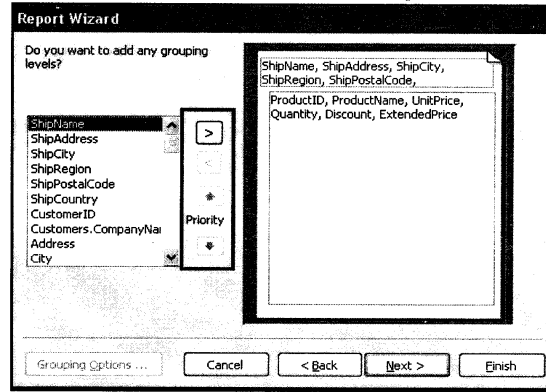 Report Wizard
Do you want to add any grouping
levels?
ShipName
ShipAddress
ShipCity
ShipRegion
ShipPostalCode
ShipCountry
CustomerID
Customers.CompanyNa
Address
City
>
<
Priority
ShipName, ShipAddress, ShipCity,
ShipRegion, ShipPostalCode,
ProductID, ProductName, UnitPrice,
Quantity, Discount, ExtendedPrice
Grouping Options ...
Cancel
< Back
Next >
Finish